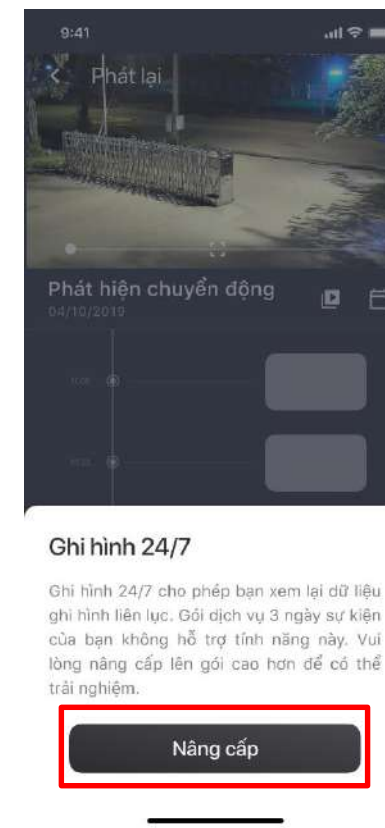 9:41
Phát lại
Phát hiện chuyển động
04/10/2019
Ghi hình 24/7
Ghi hình 24/7 cho phép bạn xem lại dữ liệu
ghi hình liên lục. Gói dịch vụ 3 ngày sự kiện
của bạn không hỗ trợ tính năng này. Vui
lòng nâng cấp lên gói cao hơn để có thể
trải nghiệm.
Nâng cấp